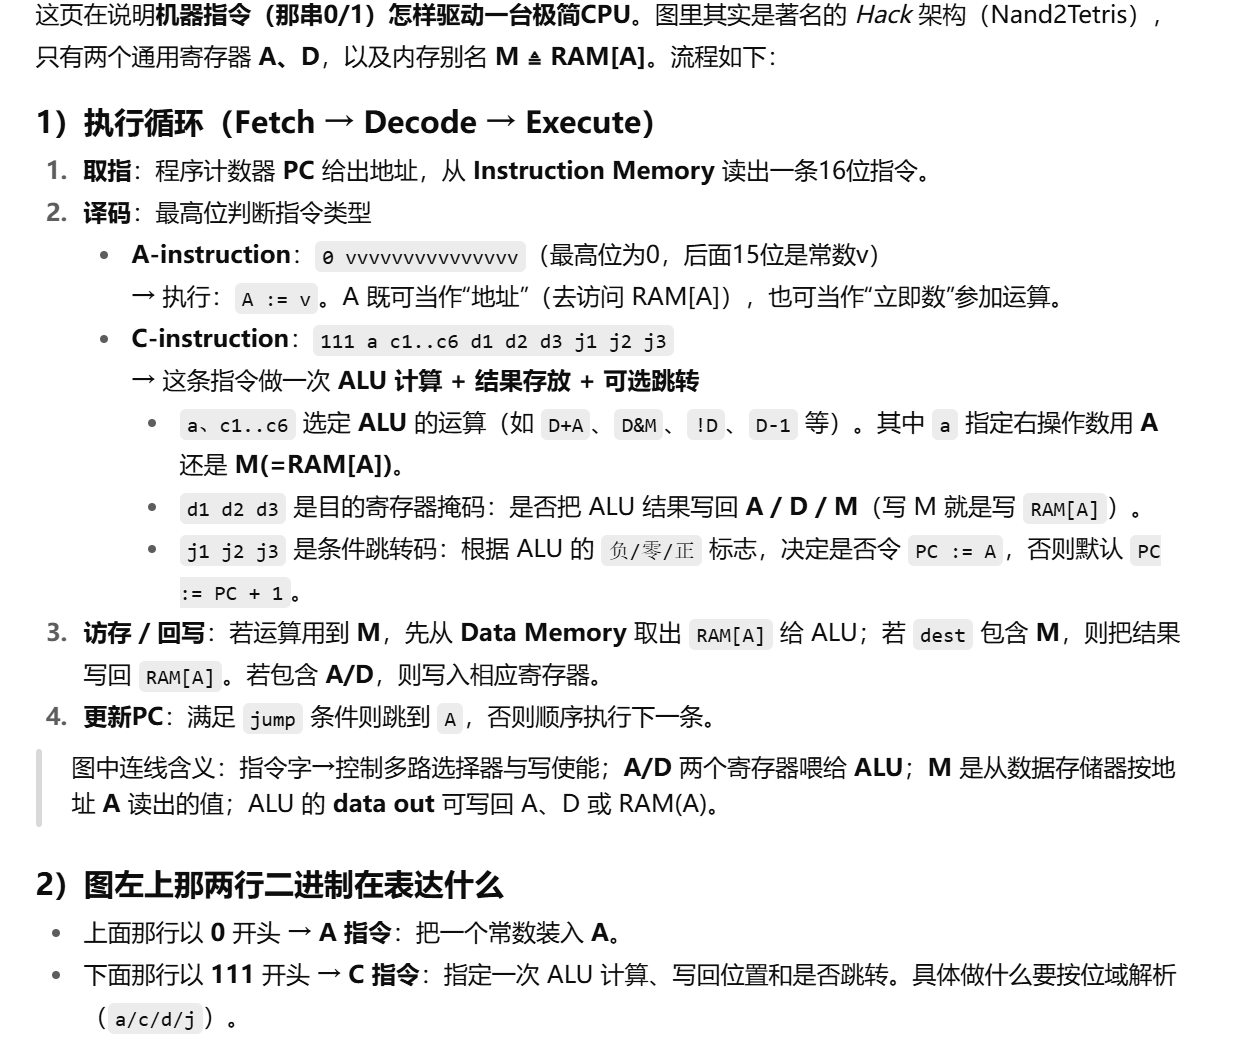 这页在说明机器指令（那串0/1）怎样驱动一台极简CPU。图里其实是著名的 Hack 架构（Nand2Tetris），
只有两个通用寄存器 A、D，以及内存别名 M ≜ RAM[A]。流程如下：
1）执行循环（Fetch → Decode → Execute）
1. 取指：程序计数器 PC 给出地址，从 Instruction Memory 读出一条16位指令。
2. 译码：最高位判断指令类型
• A-instruction：0 vvvvvvvvvvvvvvv（最高位为0，后面15位是常数v）
→ 执行：A := v。A 既可当作“地址”（去访问 RAM[A]），也可当作“立即数”参加运算。
• C-instruction：111 a c1..c6 d1 d2 d3 j1 j2 j3
→ 这条指令做一次 ALU 计算 + 结果存放 + 可选跳转
• a、c1..c6 选定 ALU 的运算（如 D+A、D&M、!D、D-1 等）。其中 a 指定右操作数用 A
还是 M(=RAM[A])。
• d1 d2 d3 是目的寄存器掩码：是否把 ALU 结果写回 A / D / M（写 M 就是写 RAM[A]）。
• j1 j2 j3 是条件跳转码：根据 ALU 的 负/零/正 标志，决定是否令 PC := A，否则默认 PC
:= PC + 1。
3. 访存 / 回写：若运算用到 M，先从 Data Memory 取出 RAM[A] 给 ALU；若 dest 包含 M，则把结果
写回 RAM[A]。若包含 A/D，则写入相应寄存器。
4. 更新PC：满足 jump 条件则跳到 A，否则顺序执行下一条。
图中连线含义：指令字→控制多路选择器与写使能；A/D 两个寄存器喂给 ALU；M 是从数据存储器按地
址 A 读出的值；ALU 的 data out 可写回 A、D 或 RAM(A)。
2）图左上那两行二进制在表达什么
• 上面那行以 0 开头 → A 指令：把一个常数装入 A。
• 下面那行以 111 开头 → C 指令：指定一次 ALU 计算、写回位置和是否跳转。具体做什么要按位域解析
（a/c/d/j）。